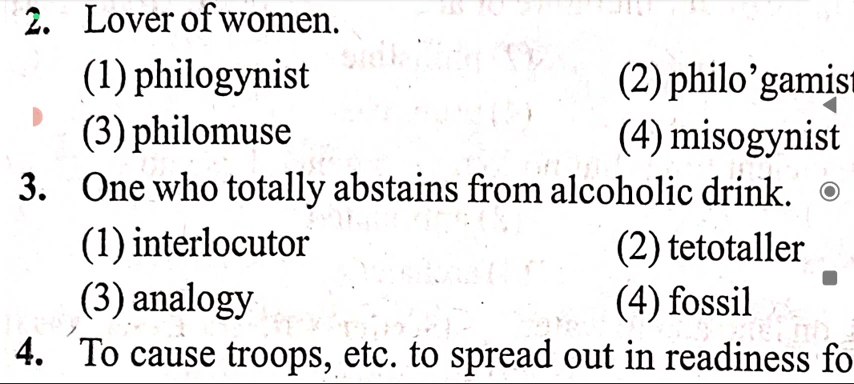 2. Lover of women.
(1) philogynist (2) philo’gamist
(3) philomuse (4) misogynist
3. One who totally abstains from alcoholic drink.
(1) interlocutor (2) tetotaller
(3) analogy (4) fossil
4. To cause troops, etc. to spread out in readiness fo